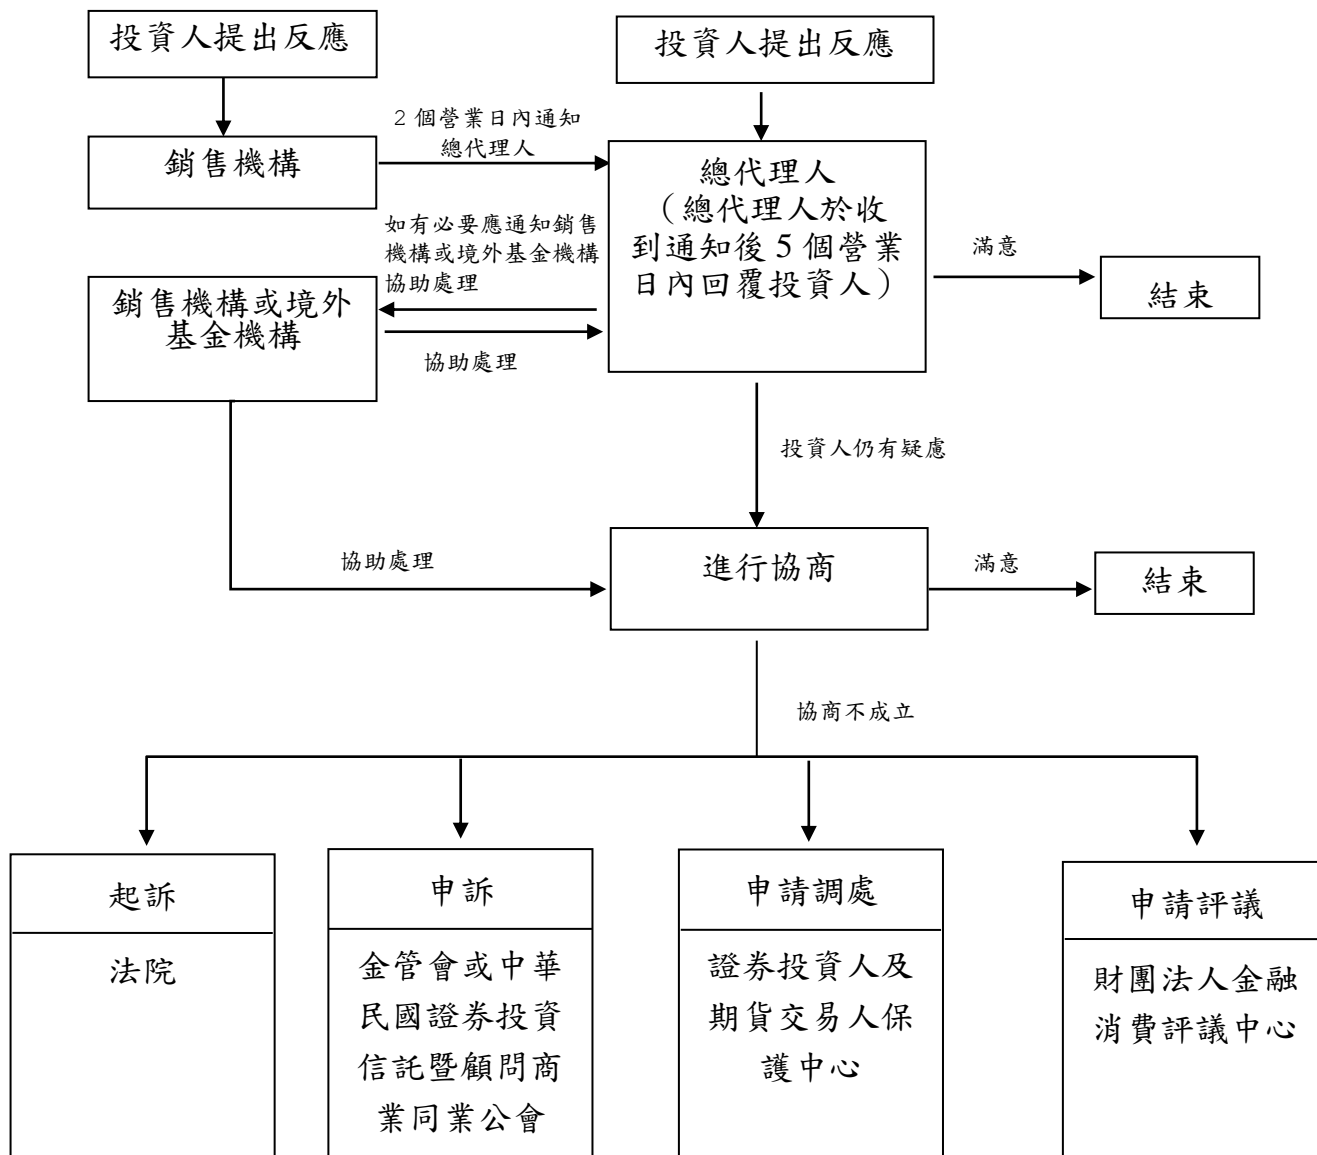 投資人提出反應
投資人提出反應
2 個營業日內通知
總代理人
銷售機構
總代理人
（總代理人於收
到通知後 5 個營業
日內回覆投資人）
如有必要應通知銷售
機構或境外基金機構
協助處理
滿意
結束
銷售機構或境外
基金機構
協助處理
投資人仍有疑慮
協助處理
進行協商
滿意
結束
協商不成立
起訴
法院
申訴
金管會或中華
民國證券投資
信託暨顧問商
業同業公會
申請調處
證券投資人及
期貨交易人保
護中心
申請評議
財團法人金融
消費評議中心